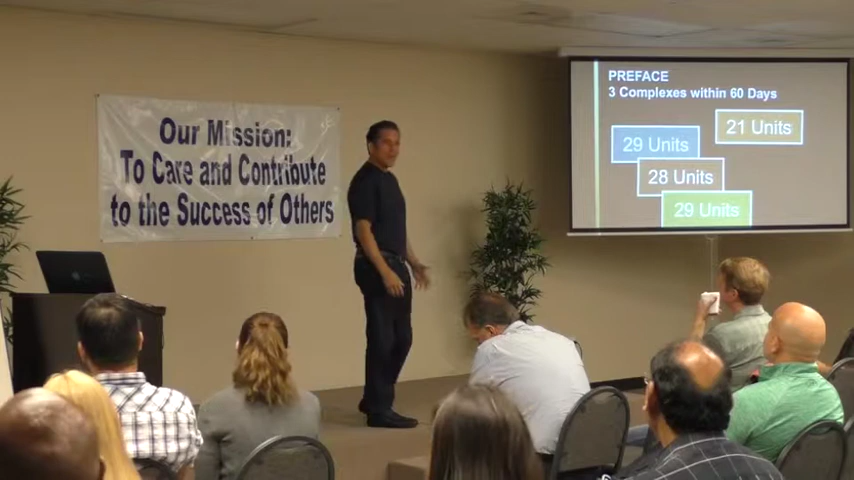 Our Mission:
To Care and Contribute
to the Success of Others
PREFACE
3 Complexes within 60 Days
21 Units
29 Units
28 Units
29 Units